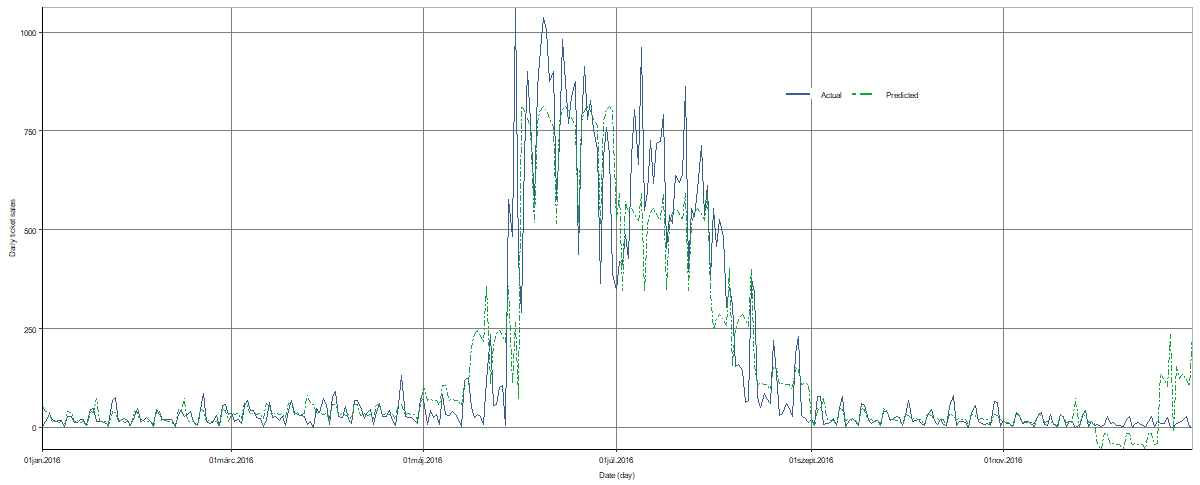 1000
Actual Predicted
750
Daily ticket sales
500
250
0
01jan.2016 01márc.2016 01máj.2016 01júl.2016 01szept.2016 01nov.2016
Date (day)